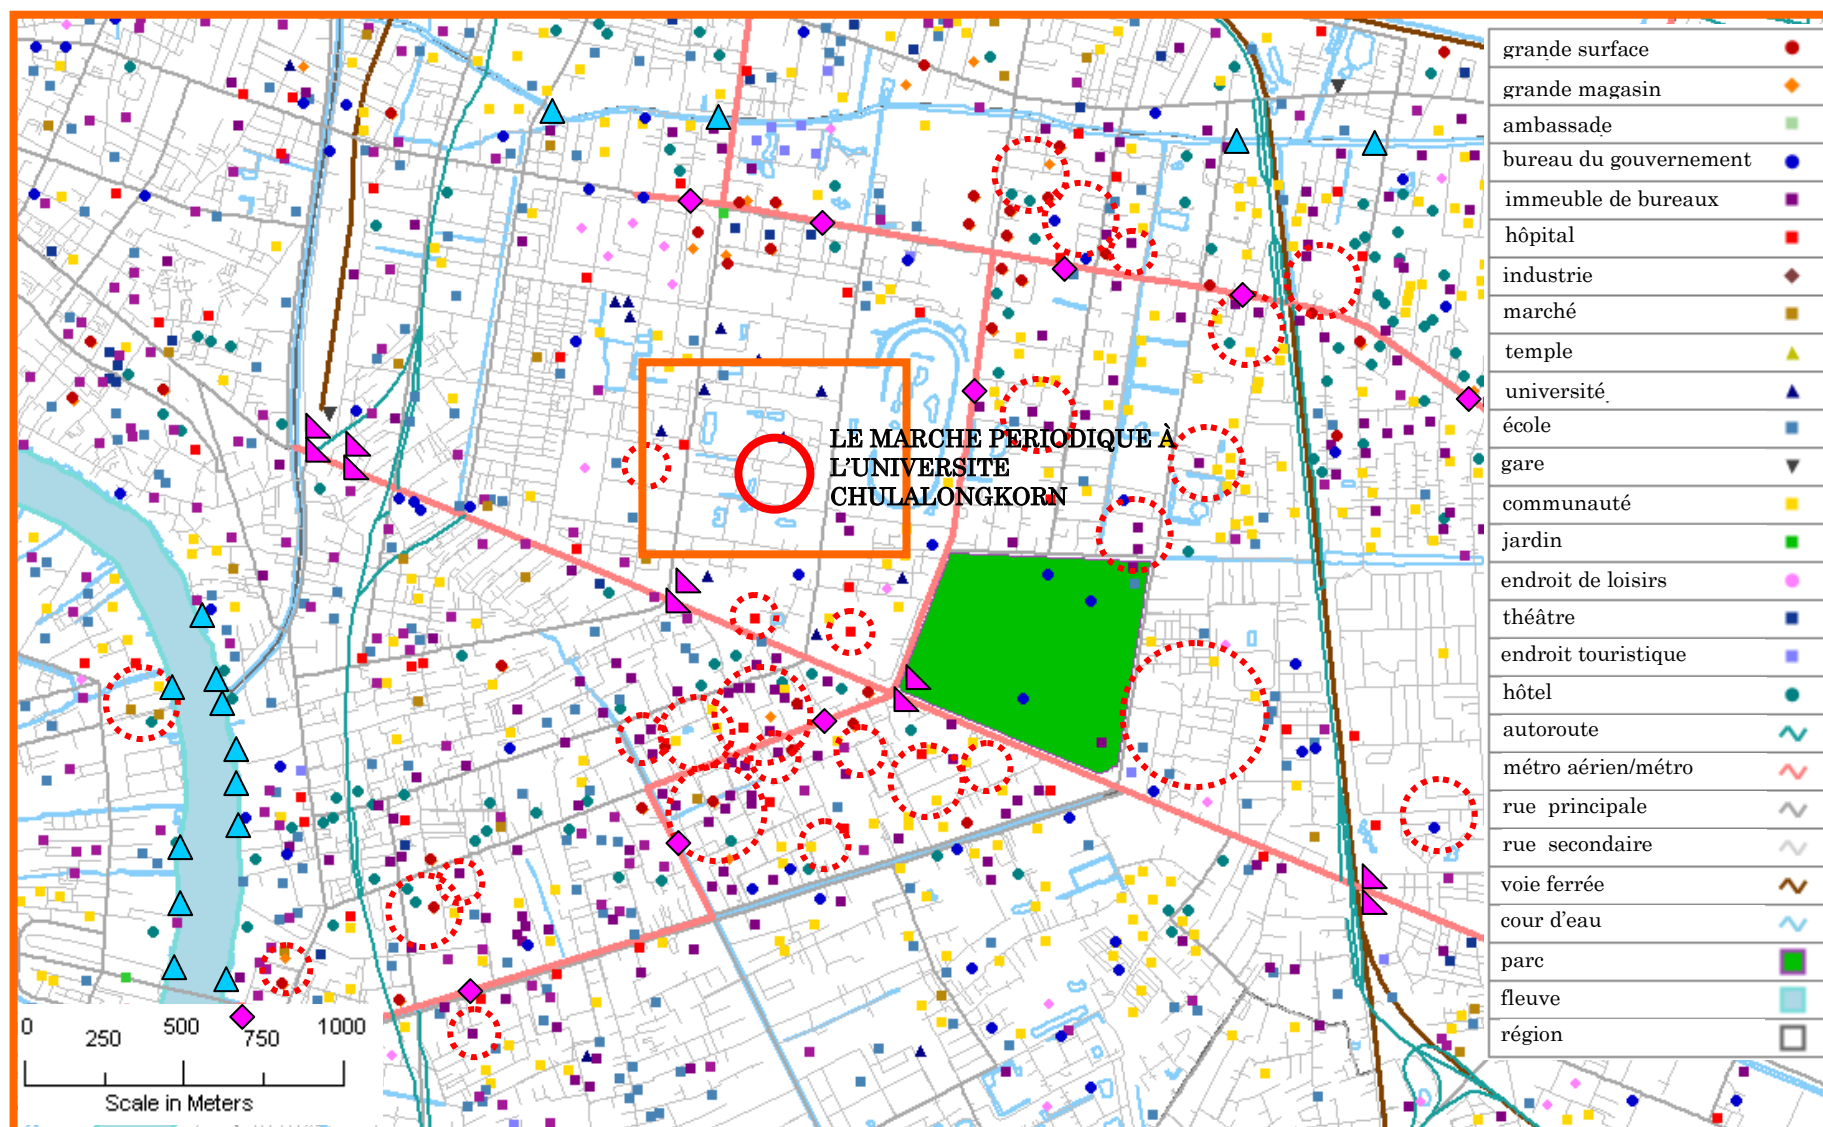 grande surface
grande magasin
ambassade
bureau du gouvernement
immeuble de bureaux
hôpital
industrie
marché
temple
université
école
gare
communauté
jardin
endroit de loisirs
théâtre
endroit touristique
hôtel
autoroute
métro aérien/métro
rue principale
rue secondaire
voie ferrée
cour d'eau
parc
fleuve
région
LE MARCHE PERIODIQUE À
L'UNIVERSITE
CHULALONGKORN
0 250 500 750 1000
Scale in Meters